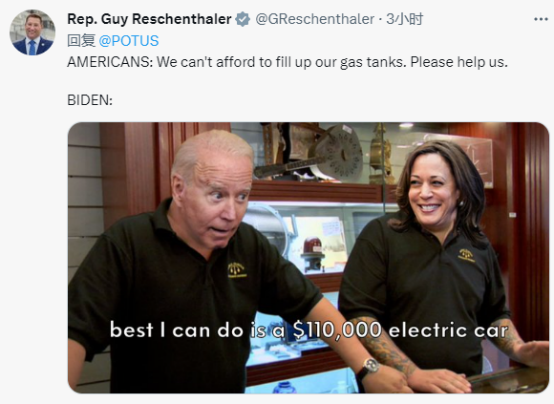 Rep. Guy Reschenthaler @GReschenthaler · 3小时
回复 @POTUS
AMERICANS: We can't afford to fill up our gas tanks. Please help us.
BIDEN:
best I can do is a $110,000 electric car